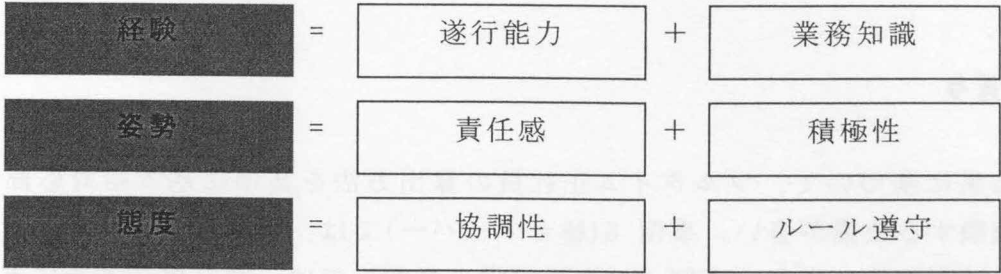 経験 = 遂行能力 + 業務知識
姿勢 = 責任感 + 積極性
態度 = 協調性 + ルール遵守